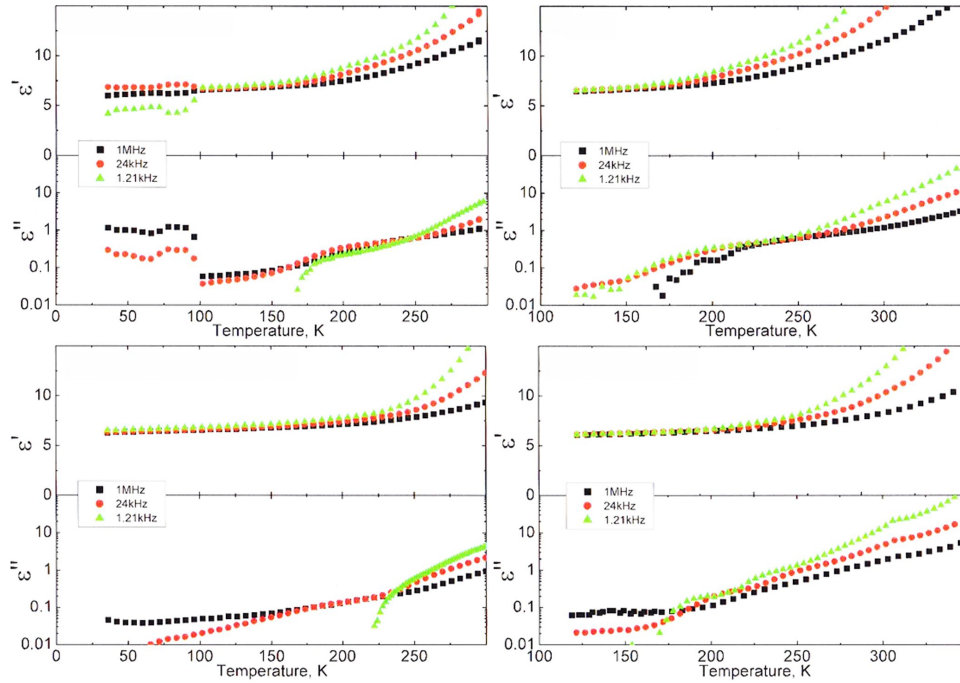 10
ε'
5
0
1MHz
24kHz
1.21kHz
10
1
ε"
0.1
0.01
0 50 100 150 200 250
Temperature, K
10
ε'
5
0
1MHz
24kHz
1.21kHz
10
1
ε"
0.1
0.01
100 150 200 250 300
Temperature, K
10
ε'
5
0
1MHz
24kHz
1.21kHz
10
1
ε"
0.1
0.01
0 50 100 150 200 250
Temperature, K
10
ε'
5
0
1MHz
24kHz
1.21kHz
10
1
ε"
0.1
0.01
100 150 200 250 300
Temperature, K